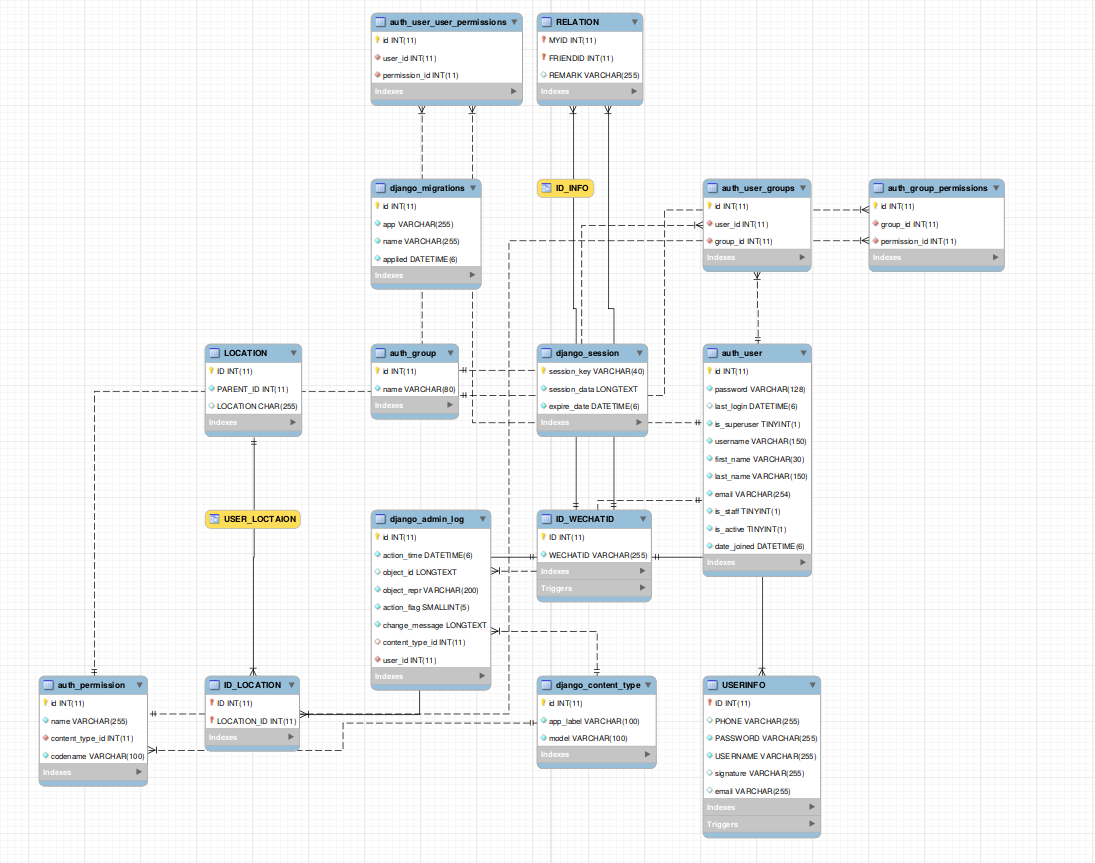 auth_user_user_permissions
id INT(11)
user_id INT(11)
permission_id INT(11)
Indexes
RELATION
MYID INT(11)
FRIENDID INT(11)
REMARK VARCHAR(255)
Indexes
django_migrations
id INT(11)
app VARCHAR(255)
name VARCHAR(255)
applied DATETIME(6)
Indexes
ID_INFO
auth_user_groups
id INT(11)
user_id INT(11)
group_id INT(11)
Indexes
auth_group_permissions
id INT(11)
group_id INT(11)
permission_id INT(11)
Indexes
LOCATION
ID INT(11)
PARENT_ID INT(11)
LOCATION CHAR(255)
Indexes
auth_group
id INT(11)
name VARCHAR(80)
Indexes
django_session
session_key VARCHAR(40)
session_data LONGTEXT
expire_date DATETIME(6)
Indexes
auth_user
id INT(11)
password VARCHAR(128)
last_login DATETIME(6)
is_superuser TINYINT(1)
username VARCHAR(150)
first_name VARCHAR(30)
last_name VARCHAR(150)
email VARCHAR(254)
is_staff TINYINT(1)
is_active TINYINT(1)
date_joined DATETIME(6)
Indexes
USER_LOCTAION
django_admin_log
id INT(11)
action_time DATETIME(6)
object_id LONGTEXT
object_repr VARCHAR(200)
action_flag SMALLINT(5)
change_message LONGTEXT
content_type_id INT(11)
user_id INT(11)
Indexes
ID_WECHATID
ID INT(11)
WECHATID VARCHAR(255)
Indexes
Triggers
auth_permission
id INT(11)
name VARCHAR(255)
content_type_id INT(11)
codename VARCHAR(100)
Indexes
ID_LOCATION
ID INT(11)
LOCATION_ID INT(11)
Indexes
django_content_type
id INT(11)
app_label VARCHAR(100)
model VARCHAR(100)
Indexes
USERINFO
ID INT(11)
PHONE VARCHAR(255)
PASSWORD VARCHAR(255)
USERNAME VARCHAR(255)
signature VARCHAR(255)
email VARCHAR(255)
Indexes
Triggers